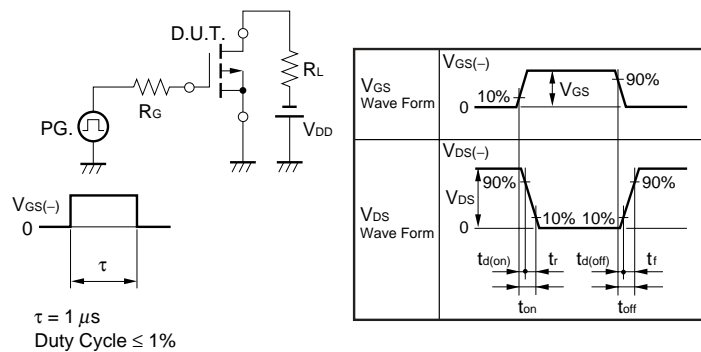 D.U.T.
RG
PG.
RL
VDD
VGS(−)
0
τ
τ = 1 μs
Duty Cycle ≤ 1%
VGS
Wave Form
VGS(−)
10%
0
VGS
90%
VDS
Wave Form
VDS(−)
VDS
90%
0
10%
10%
90%
td(on)
tr
td(off)
tf
ton
toff